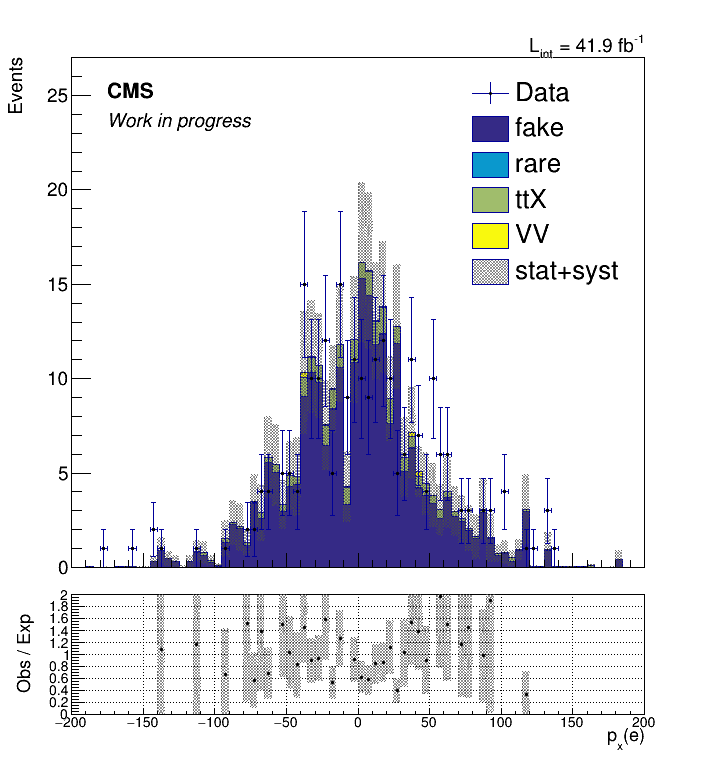 L_int = 41.9 fb^-1
Events
CMS
Work in progress
Data
fake
rare
ttX
VV
stat+syst
25
20
15
10
5
0
Obs / Exp
2
1.8
1.6
1.4
1.2
1
0.8
0.6
0.4
0.2
0
−200 −150 −100 −50 0 50 100 150 200
p_x(e)